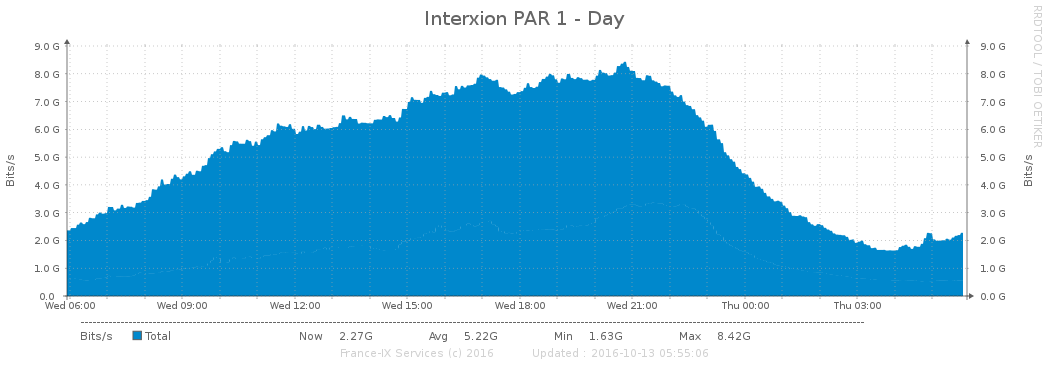 Interxion PAR 1 - Day
RRDTOOL / TOBI OETIKER
Bits/s
9.0 G 9.0 G
8.0 G 8.0 G
7.0 G 7.0 G
6.0 G 6.0 G
5.0 G 5.0 G
4.0 G 4.0 G
3.0 G 3.0 G
2.0 G 2.0 G
1.0 G 1.0 G
0.0 0.0 G
Bits/s
Wed 06:00 Wed 09:00 Wed 12:00 Wed 15:00 Wed 18:00 Wed 21:00 Thu 00:00 Thu 03:00
Bits/s Total Now 2.27G Avg 5.22G Min 1.63G Max 8.42G
France-IX Services (c) 2016 Updated : 2016-10-13 05:55:06